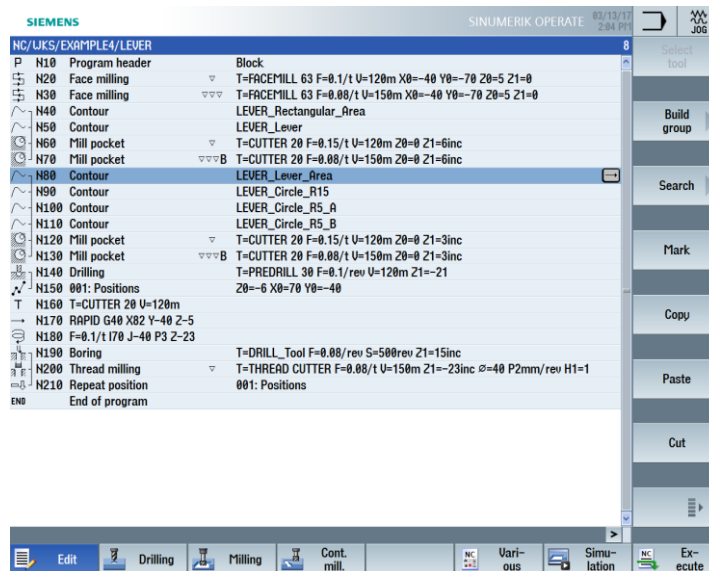 SIEMENS
SINUMERIK OPERATE 03/13/17 2:04 PM
JOG
NC/WKS/EXAMPLE4/LEVER 8
P N10 Program header Block
N20 Face milling ▽ T=FACEMILL 63 F=0.1/t V=120m X0=-40 Y0=-70 Z0=5 Z1=0
N30 Face milling ▽▽▽ T=FACEMILL 63 F=0.08/t V=150m X0=-40 Y0=-70 Z0=5 Z1=0
N40 Contour LEVER_Rectangular_Area
N50 Contour LEVER_Lever
N60 Mill pocket ▽ T=CUTTER 20 F=0.15/t V=120m Z0=0 Z1=6inc
N70 Mill pocket ▽▽▽B T=CUTTER 20 F=0.08/t V=150m Z0=0 Z1=6inc
N80 Contour LEVER_Lever_Area
N90 Contour LEVER_Circle_R15
N100 Contour LEVER_Circle_R5_A
N110 Contour LEVER_Circle_R5_B
N120 Mill pocket ▽ T=CUTTER 20 F=0.15/t V=120m Z0=0 Z1=3inc
N130 Mill pocket ▽▽▽B T=CUTTER 20 F=0.08/t V=150m Z0=0 Z1=3inc
N140 Drilling T=PREDRILL 30 F=0.1/rev V=120m Z1=-21
N150 001: Positions Z0=-6 X0=70 Y0=-40
T N160 T=CUTTER 20 V=120m
N170 RAPID G40 X82 Y-40 Z-5
N180 F=0.1/t I70 J-40 P3 Z-23
N190 Boring T=DRILL_Tool F=0.08/rev S=500rev Z1=15inc
N200 Thread milling ▽ T=THREAD CUTTER F=0.08/t V=150m Z1=-23inc ⌀=40 P2mm/rev H1=1
N210 Repeat position 001: Positions
END End of program
Select
tool
Build
group
Search
Mark
Copy
Paste
Cut
Edit
Drilling
Milling
Cont.
mill.
NC
Vari-
ous
Simu-
lation
NC
Ex-
ecute